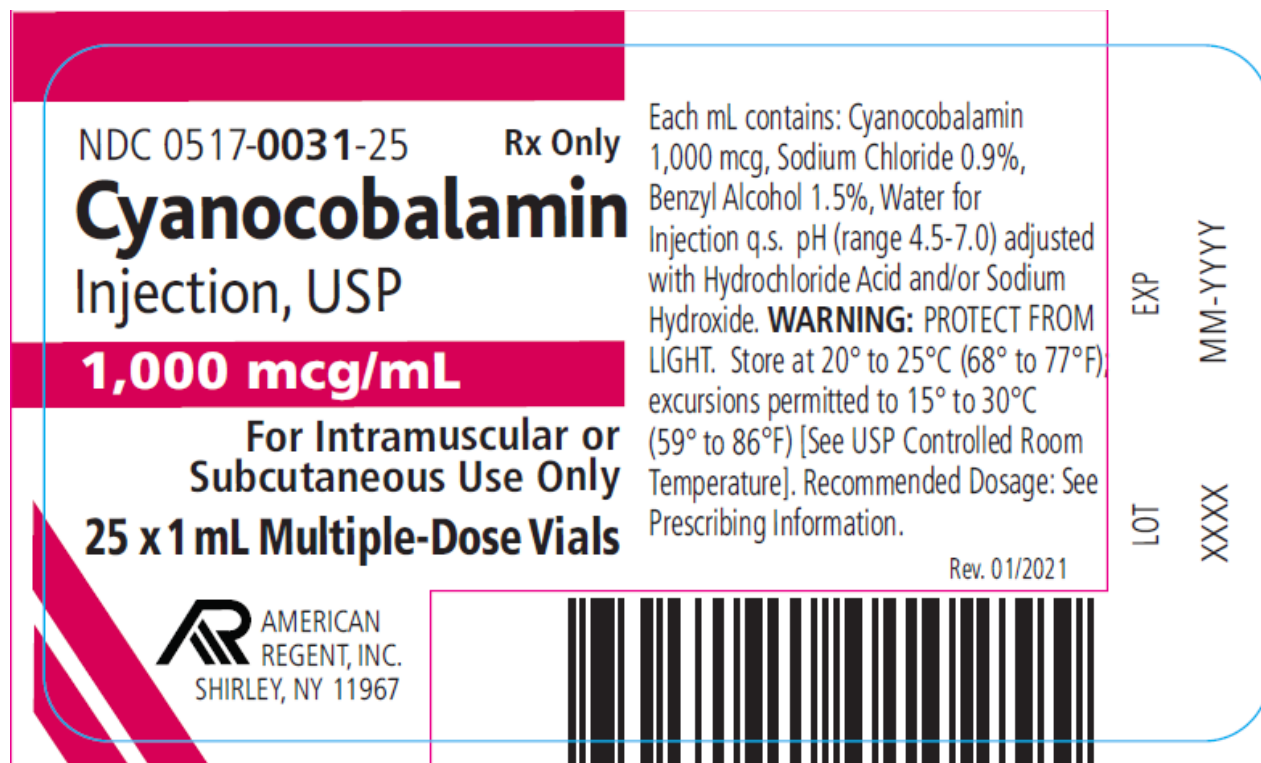 NDC 0517-0031-25 Rx Only
Cyanocobalamin
Injection, USP
1,000 mcg/mL
For Intramuscular or
Subcutaneous Use Only
25 x 1 mL Multiple-Dose Vials
AMERICAN
REGENT, INC.
SHIRLEY, NY 11967
Each mL contains: Cyanocobalamin
1,000 mcg, Sodium Chloride 0.9%,
Benzyl Alcohol 1.5%, Water for
Injection q.s. pH (range 4.5-7.0) adjusted
with Hydrochloride Acid and/or Sodium
Hydroxide. WARNING: PROTECT FROM
LIGHT. Store at 20° to 25°C (68° to 77°F);
excursions permitted to 15° to 30°C
(59° to 86°F) [See USP Controlled Room
Temperature]. Recommended Dosage: See
Prescribing Information.
Rev. 01/2021
EXP
MM-YYYY
LOT
XXXX